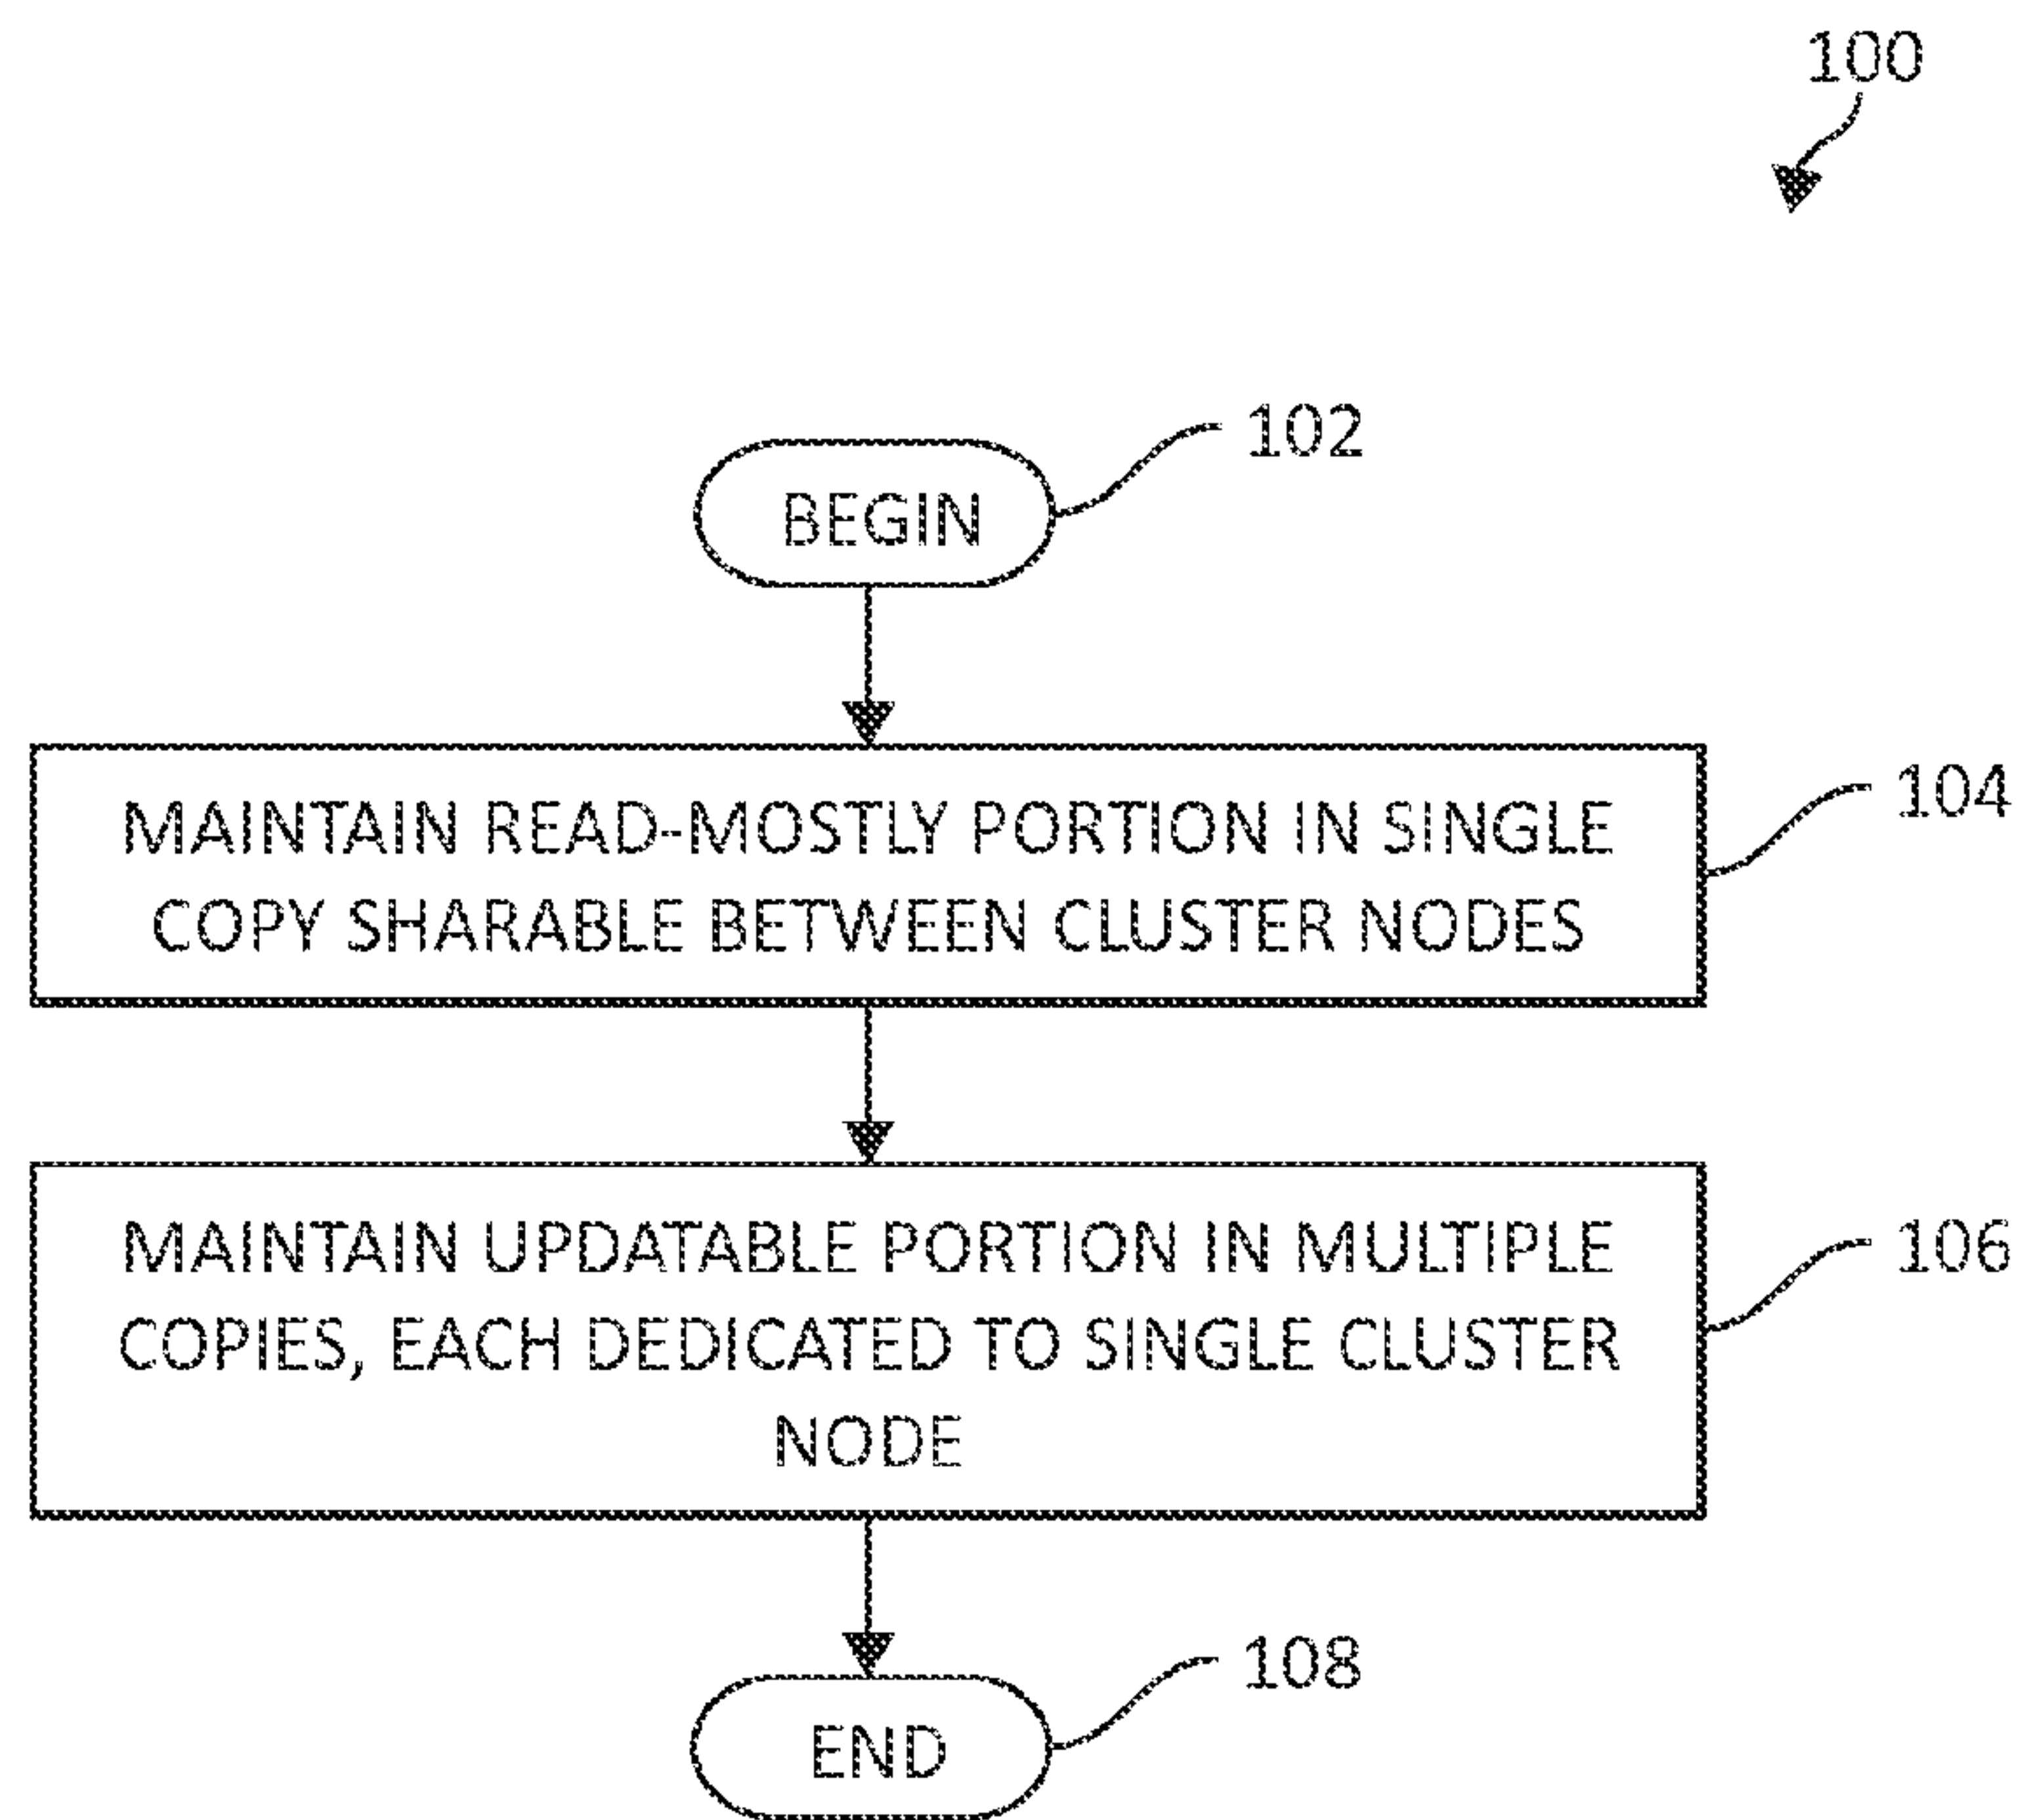 100
102
BEGIN
104
MAINTAIN READ-MOSTLY PORTION IN SINGLE
COPY SHARABLE BETWEEN CLUSTER NODES
106
MAINTAIN UPDATABLE PORTION IN MULTIPLE
COPIES, EACH DEDICATED TO SINGLE CLUSTER
NODE
108
END